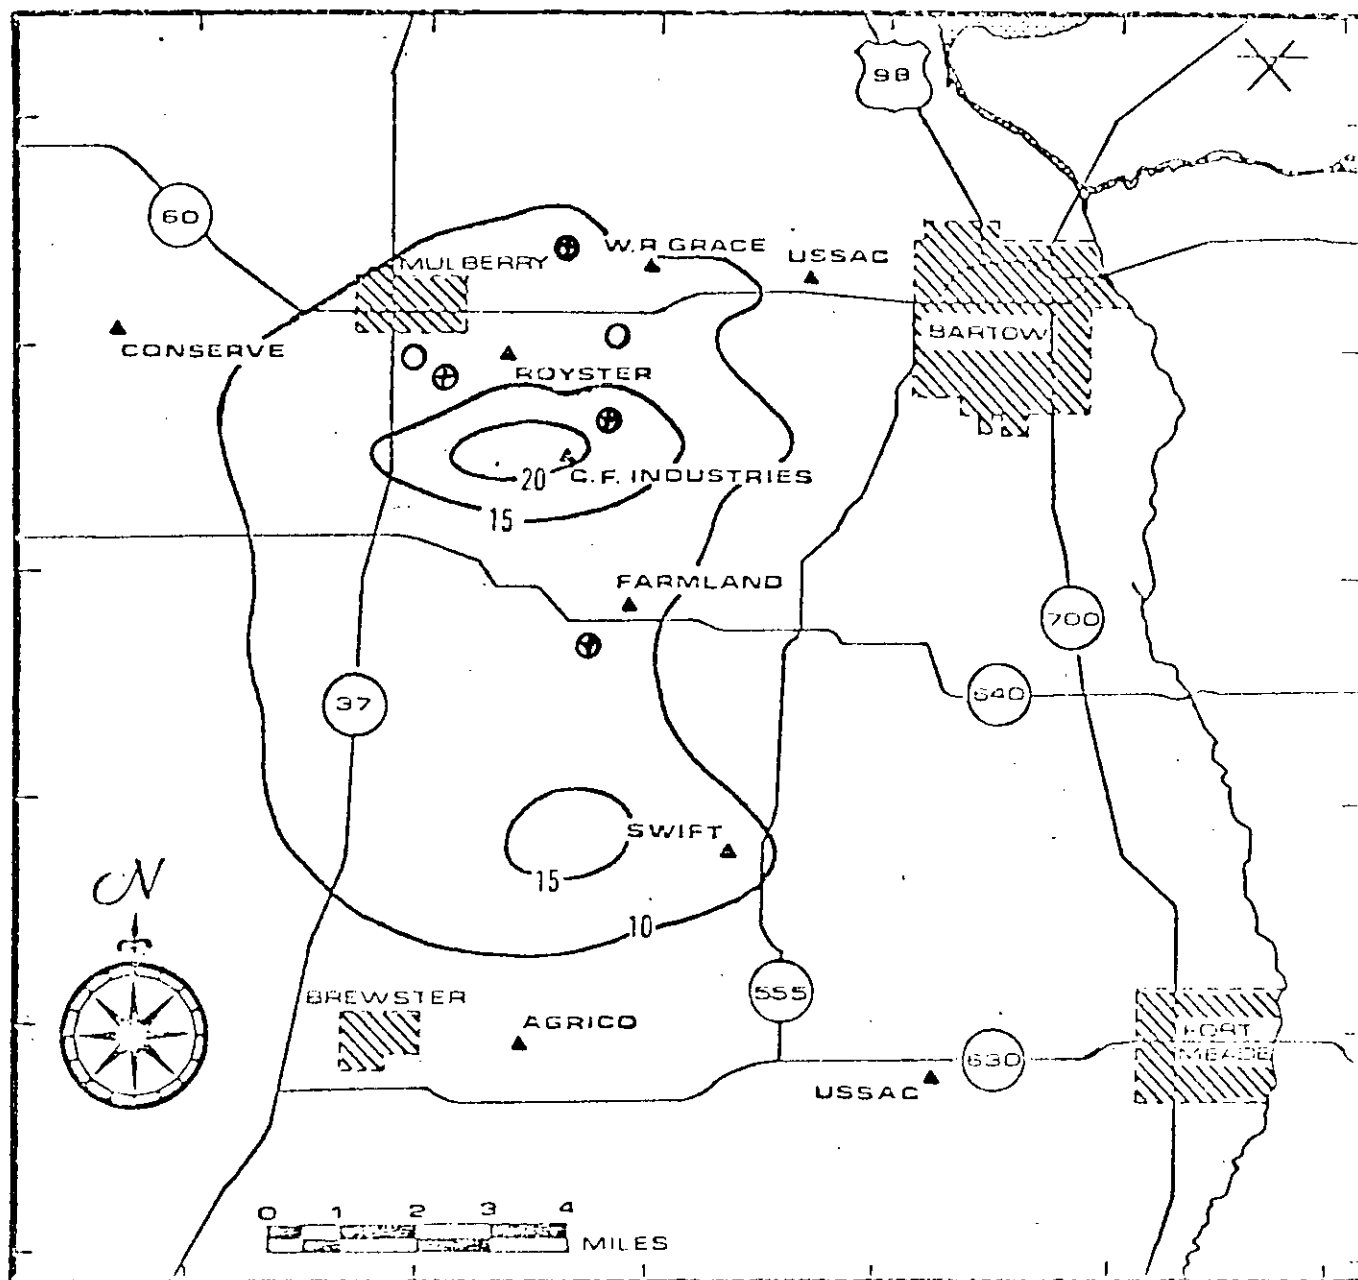 98
60
W.R GRACE
USSAC
MULBERRY
BARTOW
CONSERVE
ROYSTER
20
C.F. INDUSTRIES
15
FARMLAND
700
640
37
SWIFT
15
N
10
555
BREWSTER
AGRICO
FORT
MEADE
630
USSAC
0 1 2 3 4
MILES